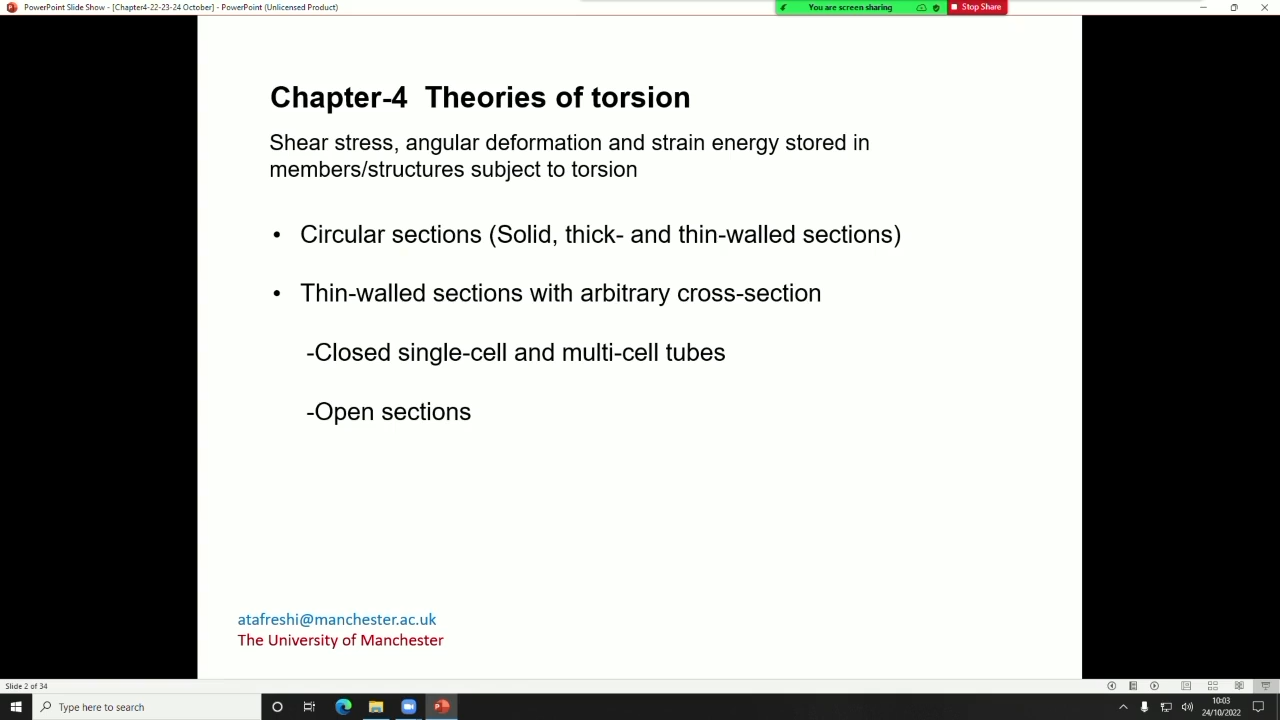 PowerPoint Slide Show - [Chapter4-22-23-24 October] - PowerPoint (Unlicensed Product)
You are screen sharing
Stop Share
Chapter-4 Theories of torsion
Shear stress, angular deformation and strain energy stored in
members/structures subject to torsion
• Circular sections (Solid, thick- and thin-walled sections)
• Thin-walled sections with arbitrary cross-section
-Closed single-cell and multi-cell tubes
-Open sections
atafreshi@manchester.ac.uk
The University of Manchester
Slide 2 of 34
Type here to search
10:03
24/10/2022